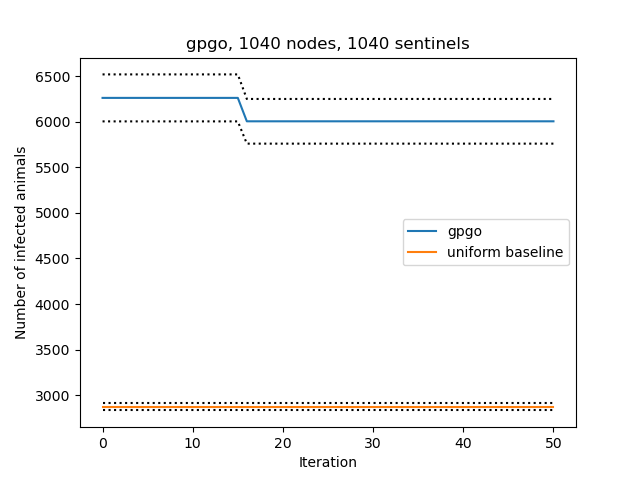 gpgo, 1040 nodes, 1040 sentinels
6500
6000
5500
5000
4500
4000
3500
3000
Number of infected animals
gpgo
uniform baseline
0 10 20 30 40 50
Iteration